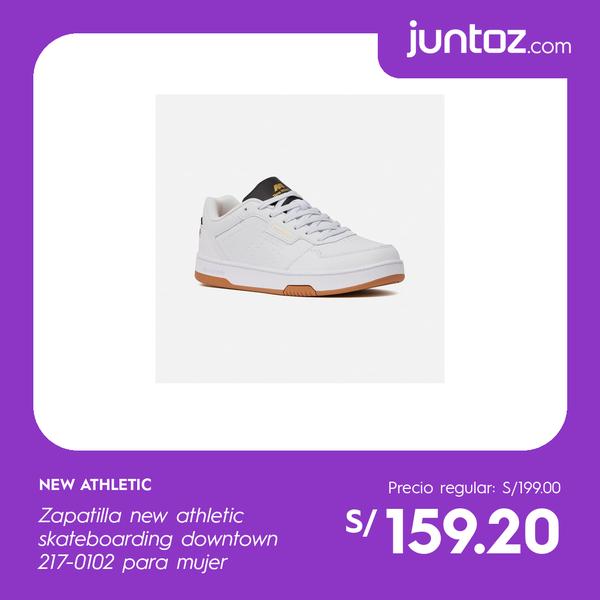 juntoz.com
NEW ATHLETIC
Zapatilla new athletic
skateboarding downtown
217-0102 para mujer
Precio regular: S/199.00
S/159.20